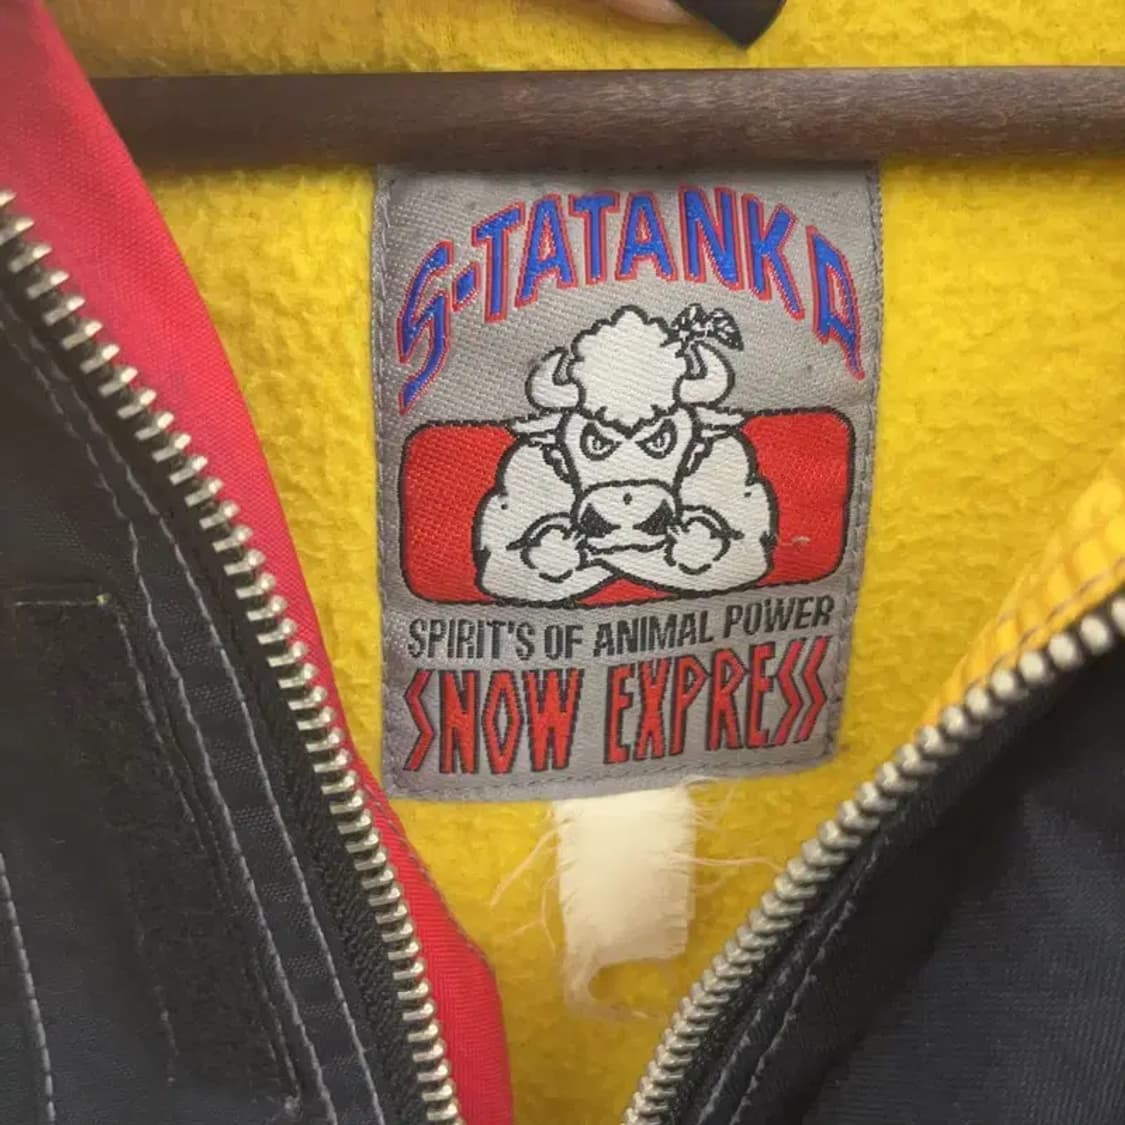 S-TATANKA
SPIRIT'S OF ANIMAL POWER
SNOW EXPRESS